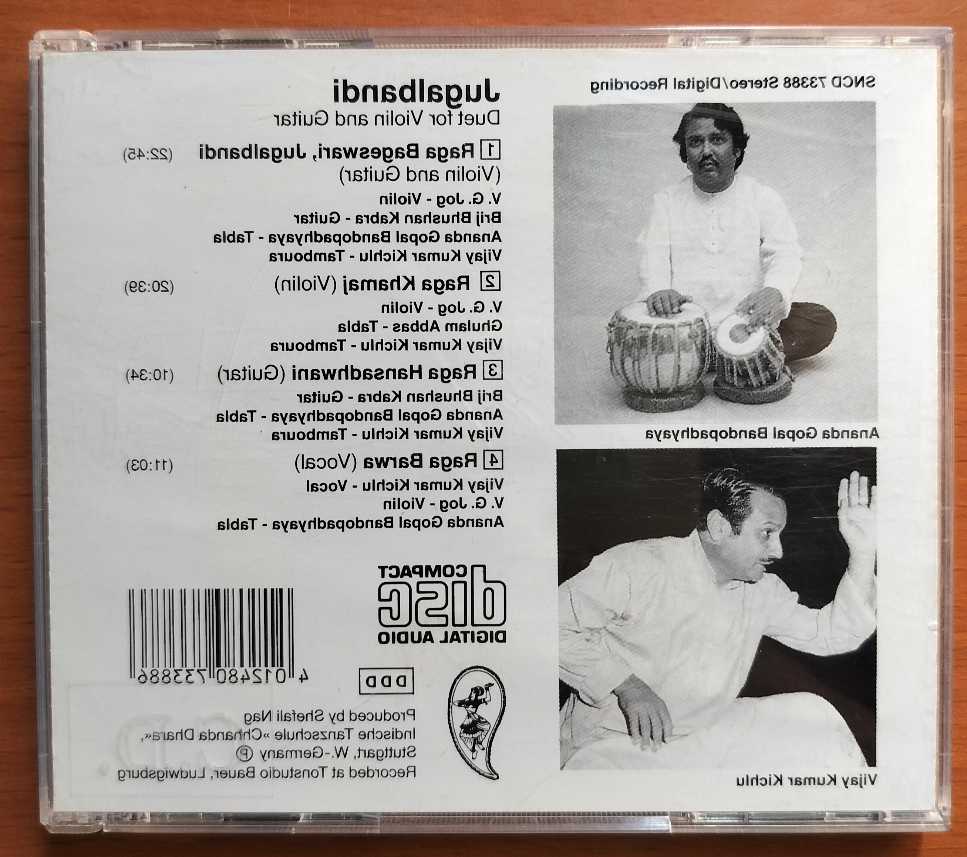 SNCD 73388 Stereo/Digital Recording
Ananda Gopal Bandopadhyaya
Vijay Kumar Kichlu
Jugalbandi
Duet for Violin and Guitar
1 Raga Bageswari, Jugalbandi (22:45)
(Violin and Guitar)
V. G. Jog - Violin
Brij Bhushan Kabra - Guitar
Ananda Gopal Bandopadhyaya - Tabla
Vijay Kumar Kichlu - Tamboura
2 Raga Khamaj (Violin) (20:39)
V. G. Jog - Violin
Ghulam Abbas - Tabla
Vijay Kumar Kichlu - Tamboura
3 Raga Hansadhwani (Guitar) (10:34)
Brij Bhushan Kabra - Guitar
Ananda Gopal Bandopadhyaya - Tabla
Vijay Kumar Kichlu - Tamboura
4 Raga Barwa (Vocal) (11:03)
Vijay Kumar Kichlu - Vocal
V. G. Jog - Violin
Ananda Gopal Bandopadhyaya - Tabla
COMPACT
disc
DIGITAL AUDIO
4 012480 733886
DDD
Produced by Shefali Nag
Indische Tanzschule »Chhanda Dhara«,
Stuttgart, W.-Germany Ⓟ
Recorded at Tonstudio Bauer, Ludwigsburg